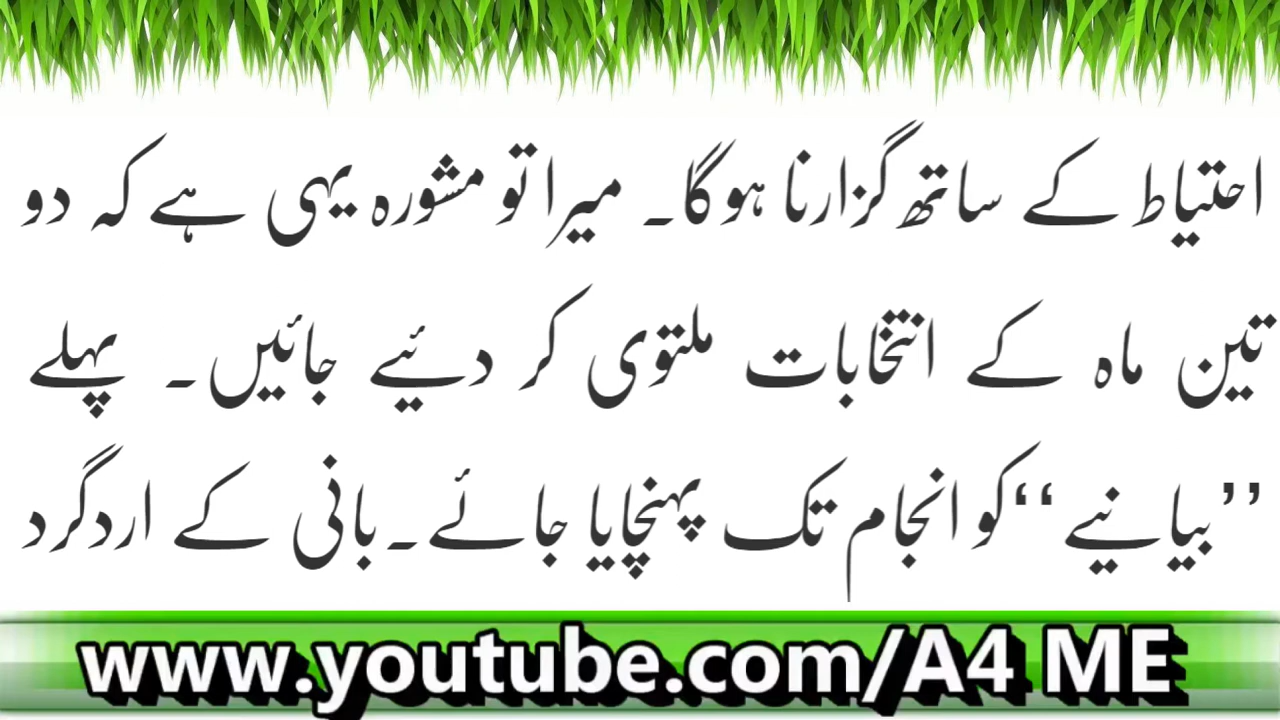 احتیاط کے ساتھ گزارنا ہوگا۔ میرا تو مشورہ یہی ہے کہ دو
تین ماہ کے انتخابات ملتوی کر دئیے جائیں۔ پہلے
’’بیانیے‘‘ کو انجام تک پہنچایا جائے۔ بانی کے اردگرد
www.youtube.com/A4 ME